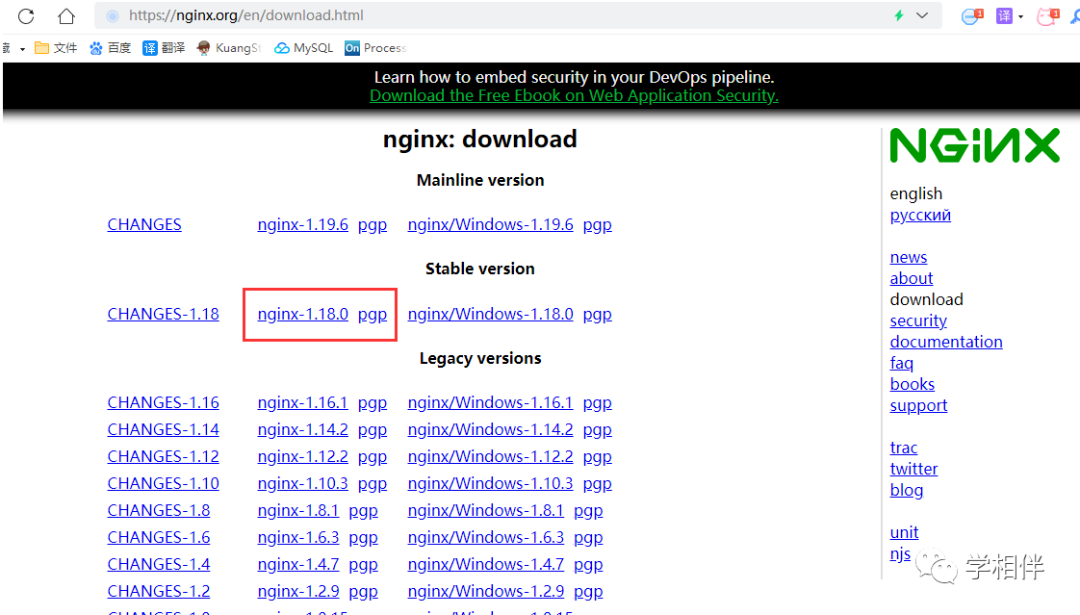 https://nginx.org/en/download.html
译
文件 百度 译 翻译 KuangSt MySQL On Process
Learn how to embed security in your DevOps pipeline.
Download the Free Ebook on Web Application Security.
nginx: download
Mainline version
CHANGES nginx-1.19.6 pgp nginx/Windows-1.19.6 pgp
Stable version
CHANGES-1.18 nginx-1.18.0 pgp nginx/Windows-1.18.0 pgp
Legacy versions
CHANGES-1.16 nginx-1.16.1 pgp nginx/Windows-1.16.1 pgp
CHANGES-1.14 nginx-1.14.2 pgp nginx/Windows-1.14.2 pgp
CHANGES-1.12 nginx-1.12.2 pgp nginx/Windows-1.12.2 pgp
CHANGES-1.10 nginx-1.10.3 pgp nginx/Windows-1.10.3 pgp
CHANGES-1.8 nginx-1.8.1 pgp nginx/Windows-1.8.1 pgp
CHANGES-1.6 nginx-1.6.3 pgp nginx/Windows-1.6.3 pgp
CHANGES-1.4 nginx-1.4.7 pgp nginx/Windows-1.4.7 pgp
CHANGES-1.2 nginx-1.2.9 pgp nginx/Windows-1.2.9 pgp
NGINX
english
русский
news
about
download
security
documentation
faq
books
support
trac
twitter
blog
unit
njs
学相伴